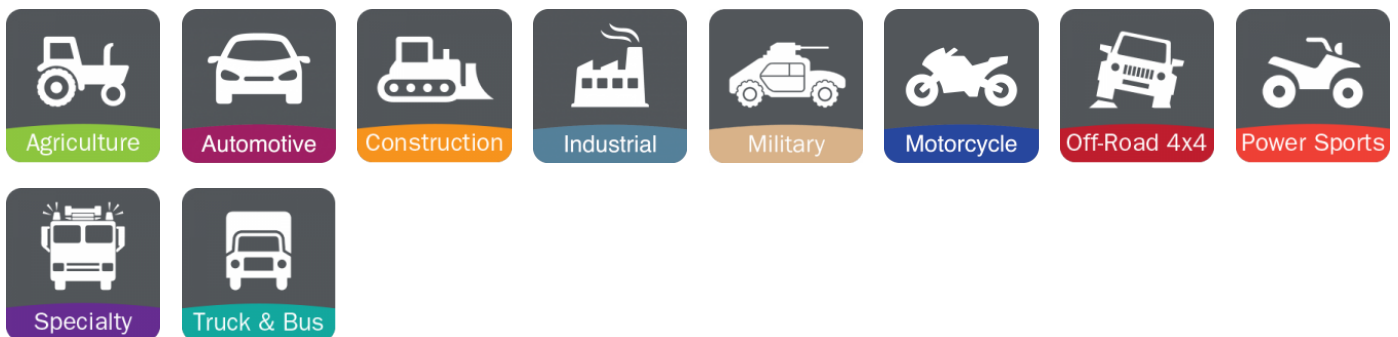 Agriculture
Automotive
Construction
Industrial
Military
Motorcycle
Off-Road 4x4
Power Sports
Specialty
Truck & Bus